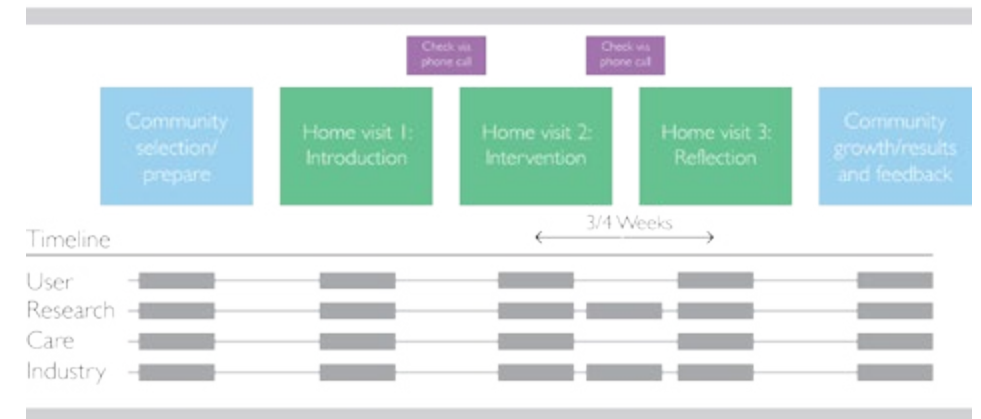 Check via
phone call
Check via
phone call
Community
selection/
prepare
Home visit 1:
Introduction
Home visit 2:
Intervention
Home visit 3:
Reflection
Community
growth/results
and feedback
3/4 Weeks
Timeline
User
Research
Care
Industry